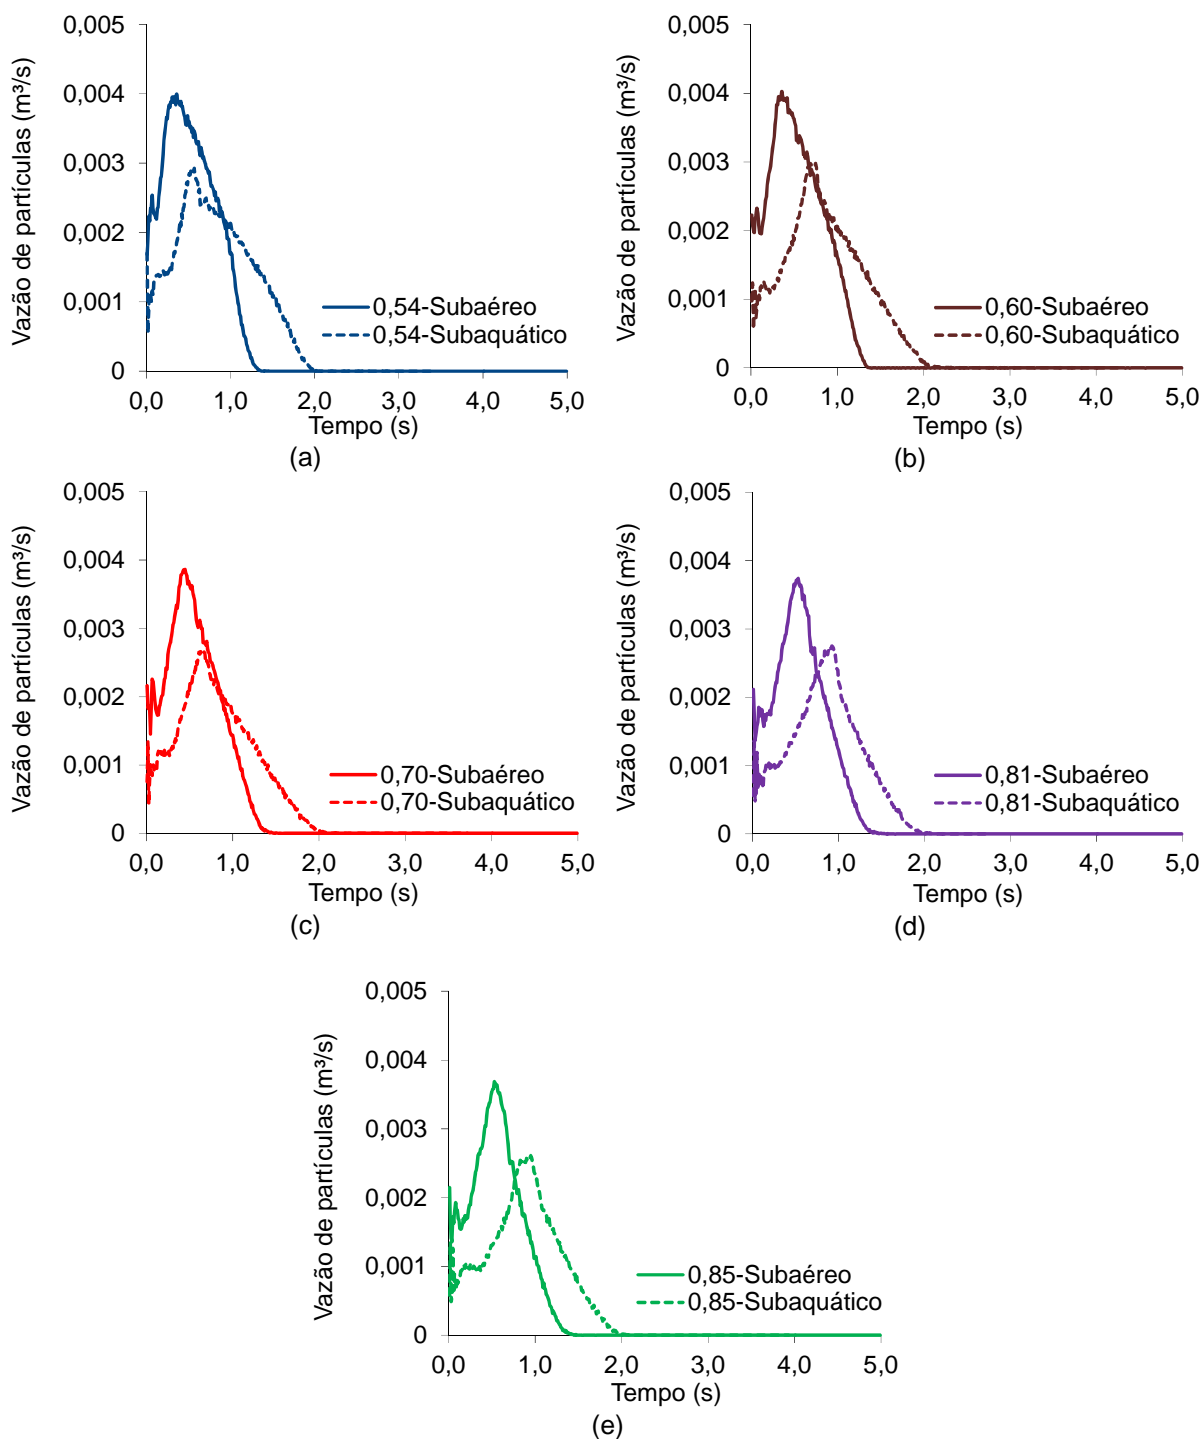 Vazão de partículas (m³/s)
0,005
0,004
0,003
0,002
0,001
0
0,54-Subaéreo
0,54-Subaquático
0,0 1,0 2,0 3,0 4,0 5,0
Tempo (s)
(a)
Vazão de partículas (m³/s)
0,005
0,004
0,003
0,002
0,001
0
0,60-Subaéreo
0,60-Subaquático
0,0 1,0 2,0 3,0 4,0 5,0
Tempo (s)
(b)
Vazão de partículas (m³/s)
0,005
0,004
0,003
0,002
0,001
0
0,70-Subaéreo
0,70-Subaquático
0,0 1,0 2,0 3,0 4,0 5,0
Tempo (s)
(c)
Vazão de partículas (m³/s)
0,005
0,004
0,003
0,002
0,001
0
0,81-Subaéreo
0,81-Subaquático
0,0 1,0 2,0 3,0 4,0 5,0
Tempo (s)
(d)
Vazão de partículas (m³/s)
0,005
0,004
0,003
0,002
0,001
0
0,85-Subaéreo
0,85-Subaquático
0,0 1,0 2,0 3,0 4,0 5,0
Tempo (s)
(e)